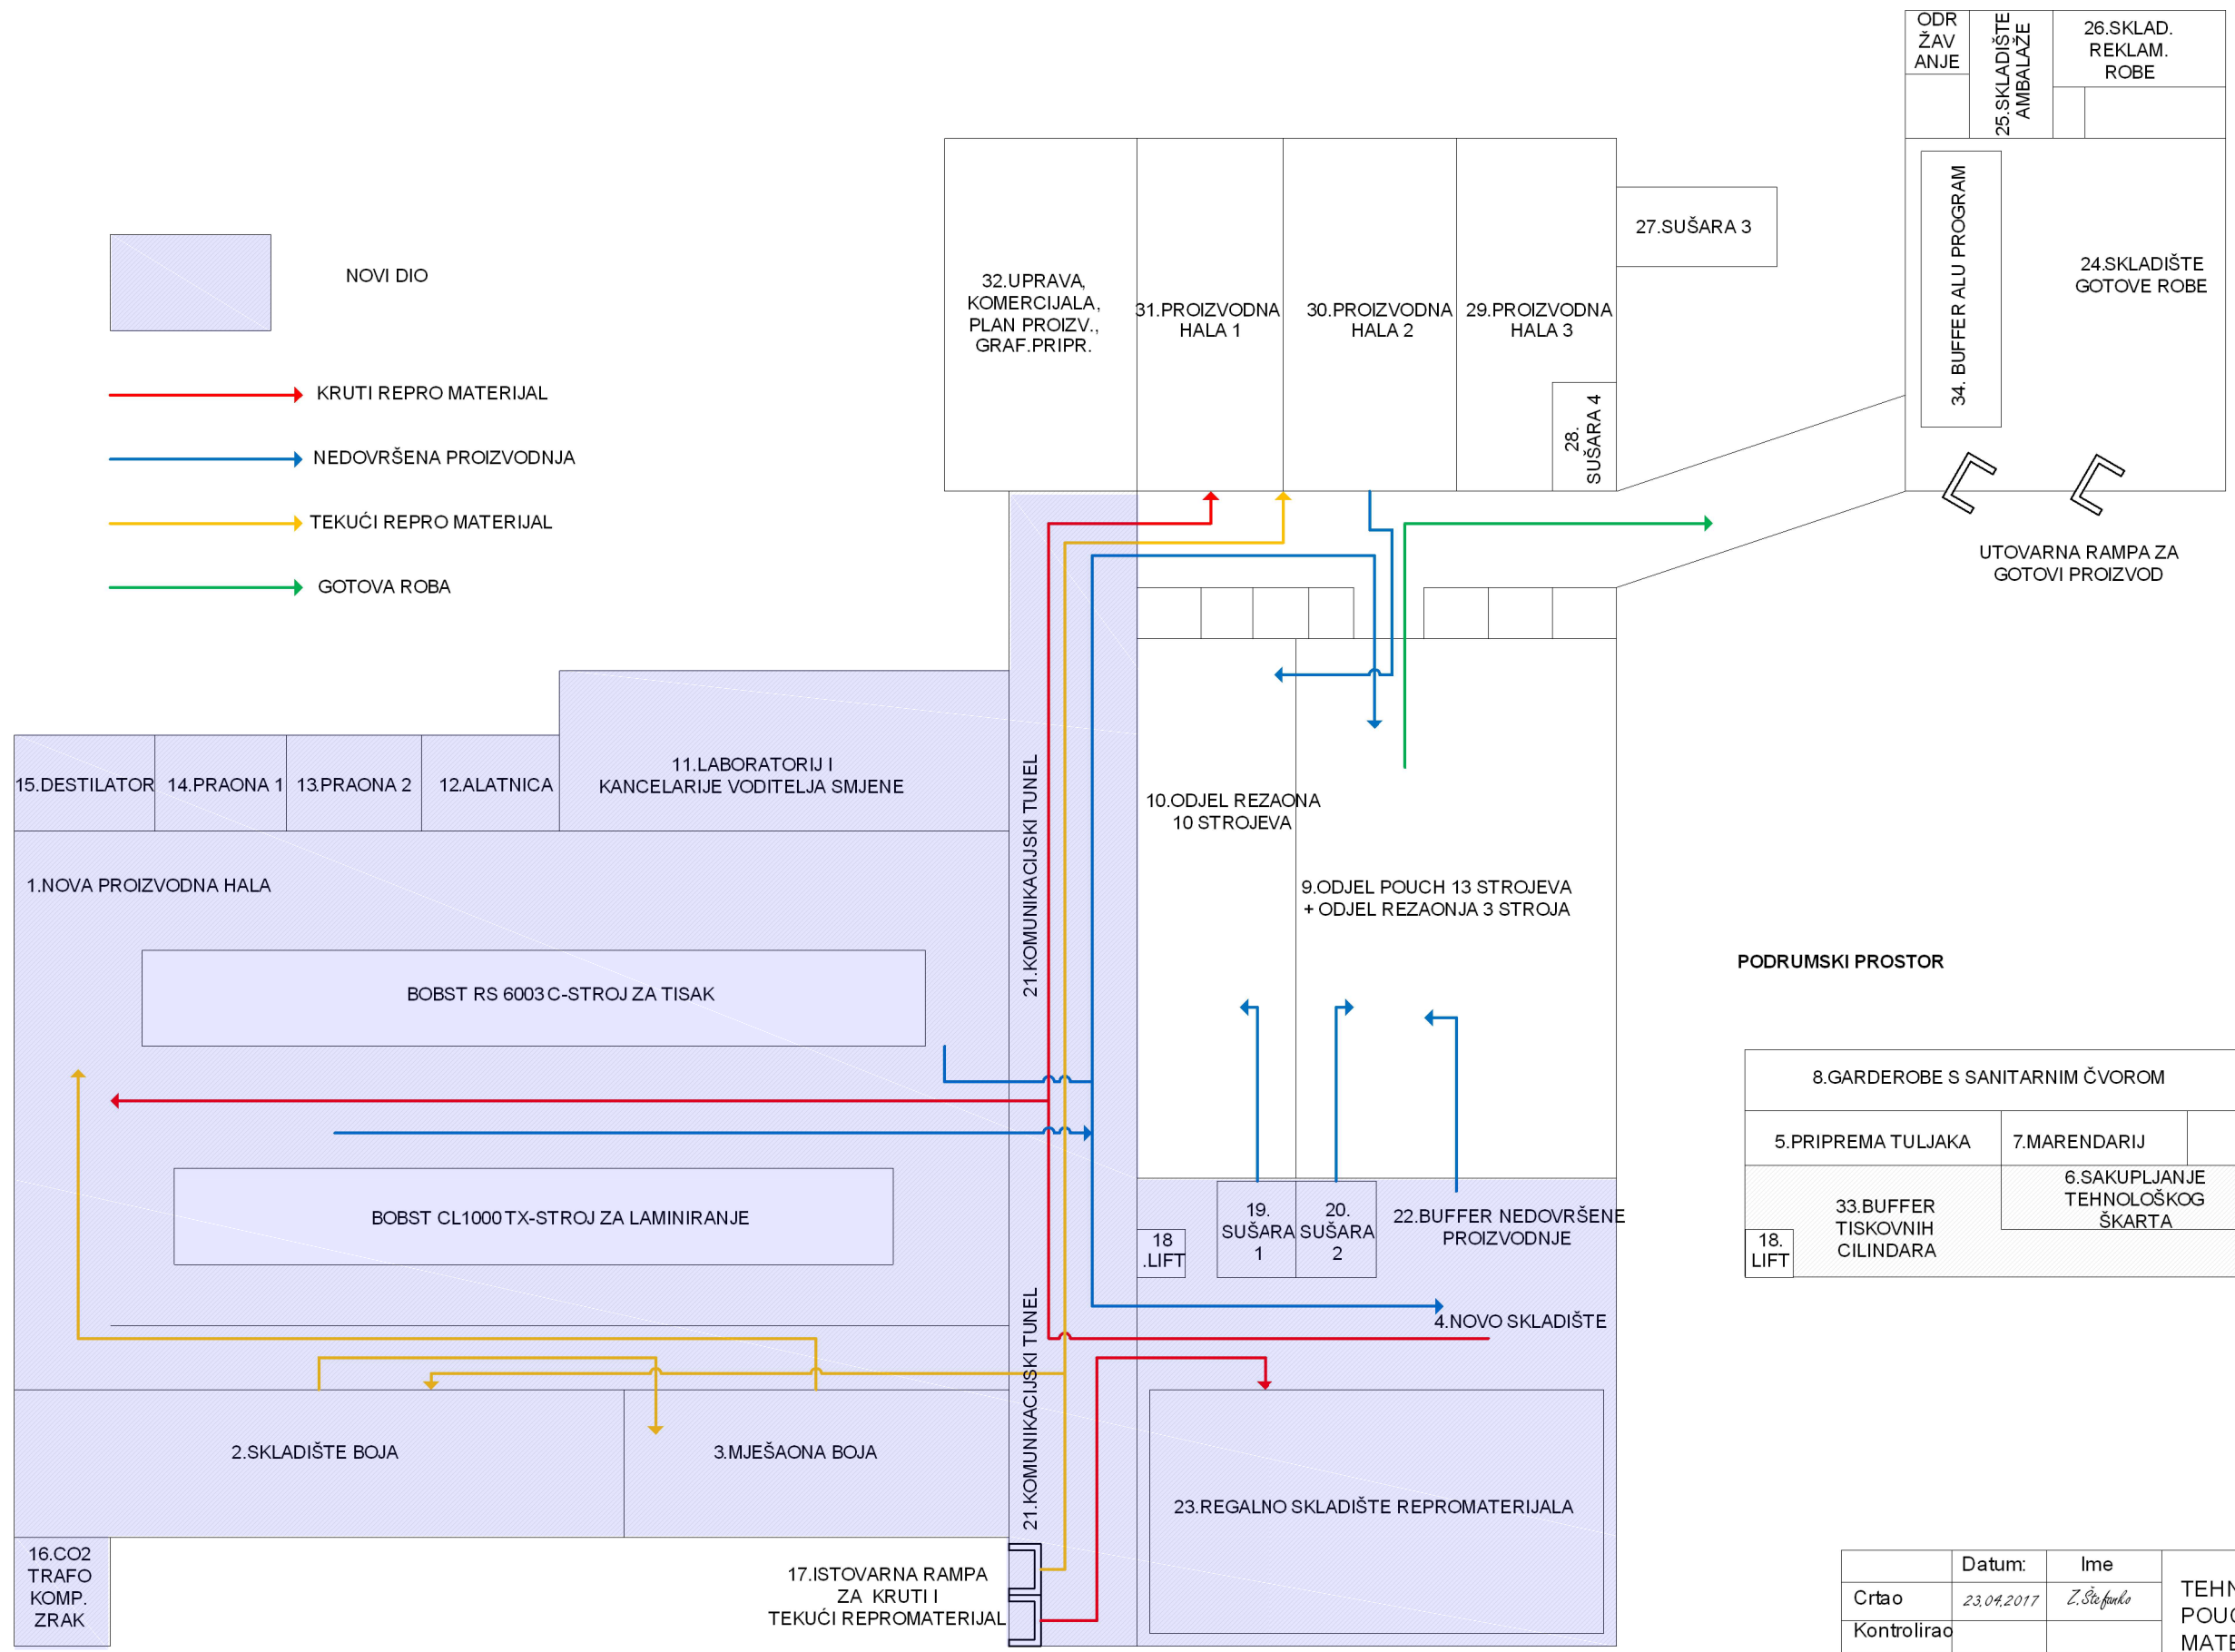 ODR
ŽAV
ANJE
25.SKLADIŠTE
AMBALAŽE
26.SKLAD.
REKLAM.
ROBE
34. BUFFER ALU PROGRAM
24.SKLADIŠTE
GOTOVE ROBE
UTOVARNA RAMPA ZA
GOTOVI PROIZVOD
NOVI DIO
KRUTI REPRO MATERIJAL
NEDOVRŠENA PROIZVODNJA
TEKUĆI REPRO MATERIJAL
GOTOVA ROBA
32.UPRAVA,
KOMERCIJALA,
PLAN PROIZV.,
GRAF.PRIPR.
31.PROIZVODNA
HALA 1
30.PROIZVODNA
HALA 2
29.PROIZVODNA
HALA 3
27.SUŠARA 3
28.
SUŠARA 4
15.DESTILATOR
14.PRAONA 1
13.PRAONA 2
12.ALATNICA
11.LABORATORIJ I
KANCELARIJE VODITELJA SMJENE
21.KOMUNIKACIJSKI TUNEL
10.ODJEL REZAONA
10 STROJEVA
9.ODJEL POUCH 13 STROJEVA
+ ODJEL REZAONJA 3 STROJA
1.NOVA PROIZVODNA HALA
BOBST RS 6003 C-STROJ ZA TISAK
BOBST CL1000 TX-STROJ ZA LAMINIRANJE
18
.LIFT
19.
SUŠARA
1
20.
SUŠARA
2
22.BUFFER NEDOVRŠENE
PROIZVODNJE
4.NOVO SKLADIŠTE
21.KOMUNIKACIJSKI TUNEL
2.SKLADIŠTE BOJA
3.MJEŠAONA BOJA
23.REGALNO SKLADIŠTE REPROMATERIJALA
16.CO2
TRAFO
KOMP.
ZRAK
17.ISTOVARNA RAMPA
ZA KRUTI I
TEKUĆI REPROMATERIJAL
PODRUMSKI PROSTOR
8.GARDEROBE S SANITARNIM ČVOROM
5.PRIPREMA TULJAKA
7.MARENDARIJ
33.BUFFER
TISKOVNIH
CILINDARA
6.SAKUPLJANJE
TEHNOLOŠKOG
ŠKARTA
18.
LIFT
Datum:
Ime
Crtao
23.04.2017
Z.Štefanko
Kontrolirao